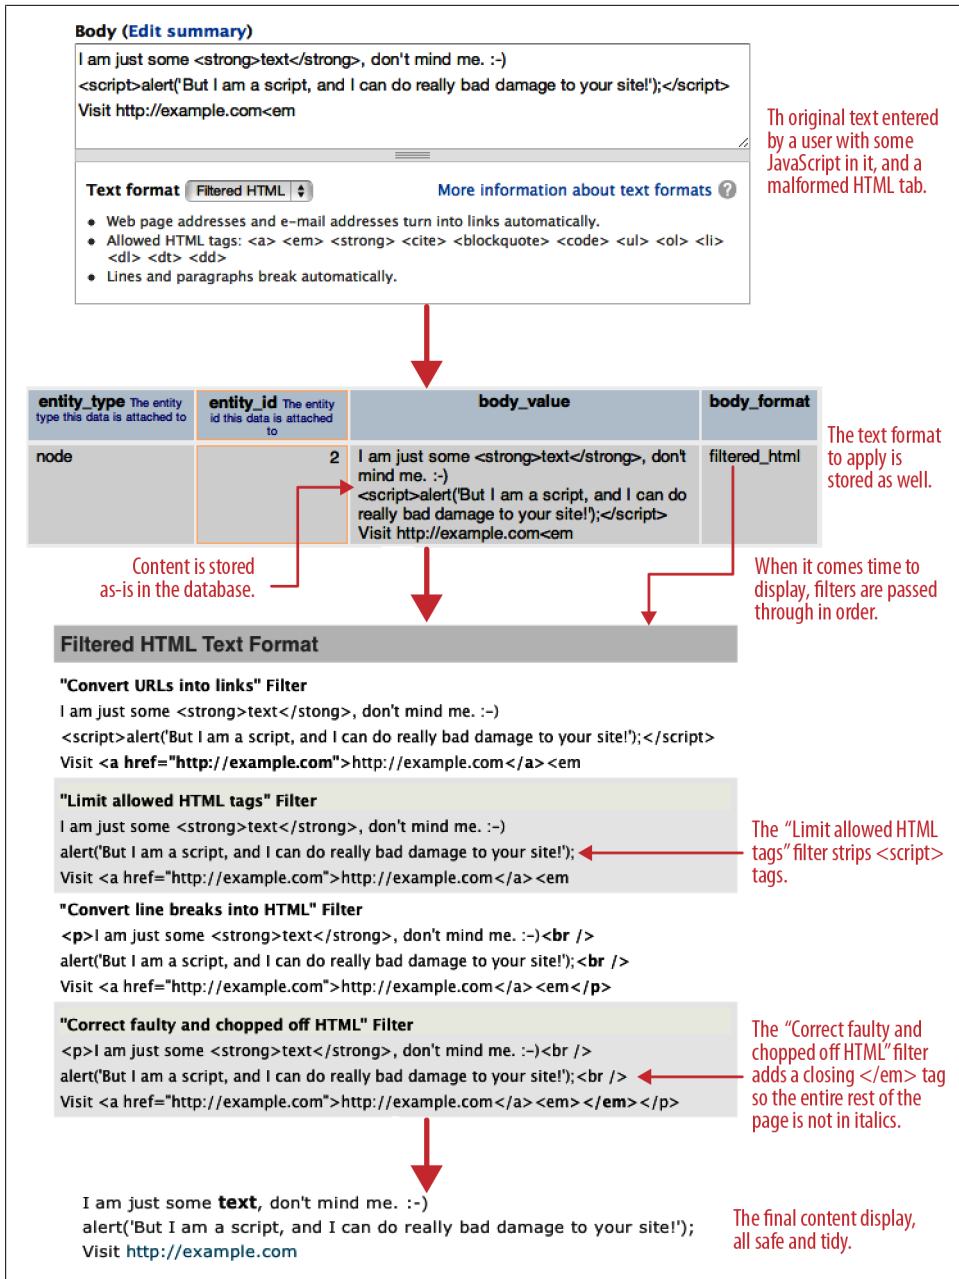 Body (Edit summary)
I am just some <strong>text</strong>, don't mind me. :-)
<script>alert('But I am a script, and I can do really bad damage to your site!');</script>
Visit http://example.com<em
Th original text entered
by a user with some
JavaScript in it, and a
malformed HTML tab.
Text format Filtered HTML
More information about text formats ?
• Web page addresses and e-mail addresses turn into links automatically.
• Allowed HTML tags: <a> <em> <strong> <cite> <blockquote> <code> <ul> <ol> <li>
<dl> <dt> <dd>
• Lines and paragraphs break automatically.
entity_type The entity
type this data is attached to
entity_id The entity
id this data is attached
to
body_value
body_format
node
2
I am just some <strong>text</strong>, don't
mind me. :-)
<script>alert('But I am a script, and I can do
really bad damage to your site!');</script>
Visit http://example.com<em
filtered_html
The text format
to apply is
stored as well.
Content is stored
as-is in the database.
When it comes time to
display, filters are passed
through in order.
Filtered HTML Text Format
"Convert URLs into links" Filter
I am just some <strong>text</stong>, don't mind me. :-)
<script>alert('But I am a script, and I can do really bad damage to your site!');</script>
Visit <a href="http://example.com">http://example.com</a><em
"Limit allowed HTML tags" Filter
I am just some <strong>text</strong>, don't mind me. :-)
alert('But I am a script, and I can do really bad damage to your site!');
Visit <a href="http://example.com">http://example.com</a><em
The “Limit allowed HTML
tags” filter strips <script>
tags.
"Convert line breaks into HTML" Filter
<p>I am just some <strong>text</strong>, don't mind me. :-)<br />
alert('But I am a script, and I can do really bad damage to your site!');<br />
Visit <a href="http://example.com">http://example.com</a><em</p>
"Correct faulty and chopped off HTML" Filter
<p>I am just some <strong>text</strong>, don't mind me. :-)<br />
alert('But I am a script, and I can do really bad damage to your site!');<br />
Visit <a href="http://example.com">http://example.com</a><em></em></p>
The “Correct faulty and
chopped off HTML” filter
adds a closing </em> tag
so the entire rest of the
page is not in italics.
I am just some text, don't mind me. :-)
alert('But I am a script, and I can do really bad damage to your site!');
Visit http://example.com
The final content display,
all safe and tidy.